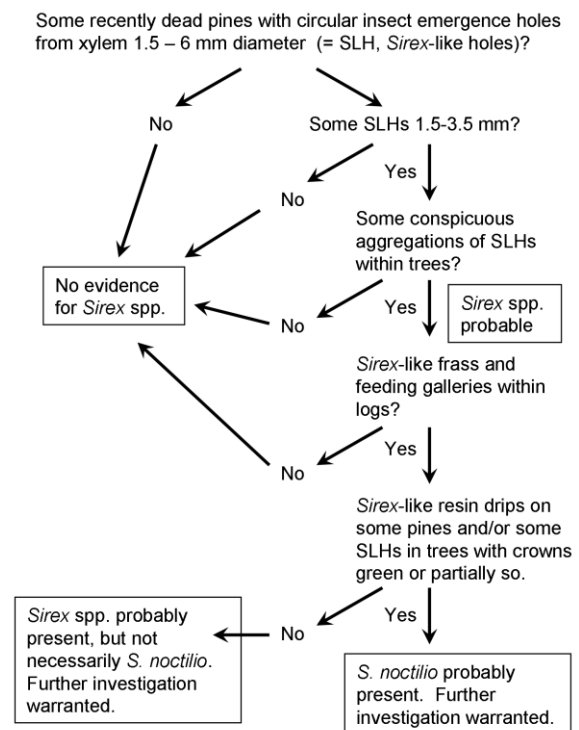 Some recently dead pines with circular insect emergence holes
from xylem 1.5 – 6 mm diameter (= SLH, Sirex-like holes)?
No
Some SLHs 1.5-3.5 mm?
Yes
No
Some conspicuous
aggregations of SLHs
within trees?
No evidence
for Sirex spp.
No
Yes
Sirex spp.
probable
Sirex-like frass and
feeding galleries within
logs?
Yes
No
Sirex-like resin drips on
some pines and/or some
SLHs in trees with crowns
green or partially so.
Sirex spp. probably
present, but not
necessarily S. noctilio.
Further investigation
warranted.
No
Yes
S. noctilio probably
present. Further
investigation warranted.